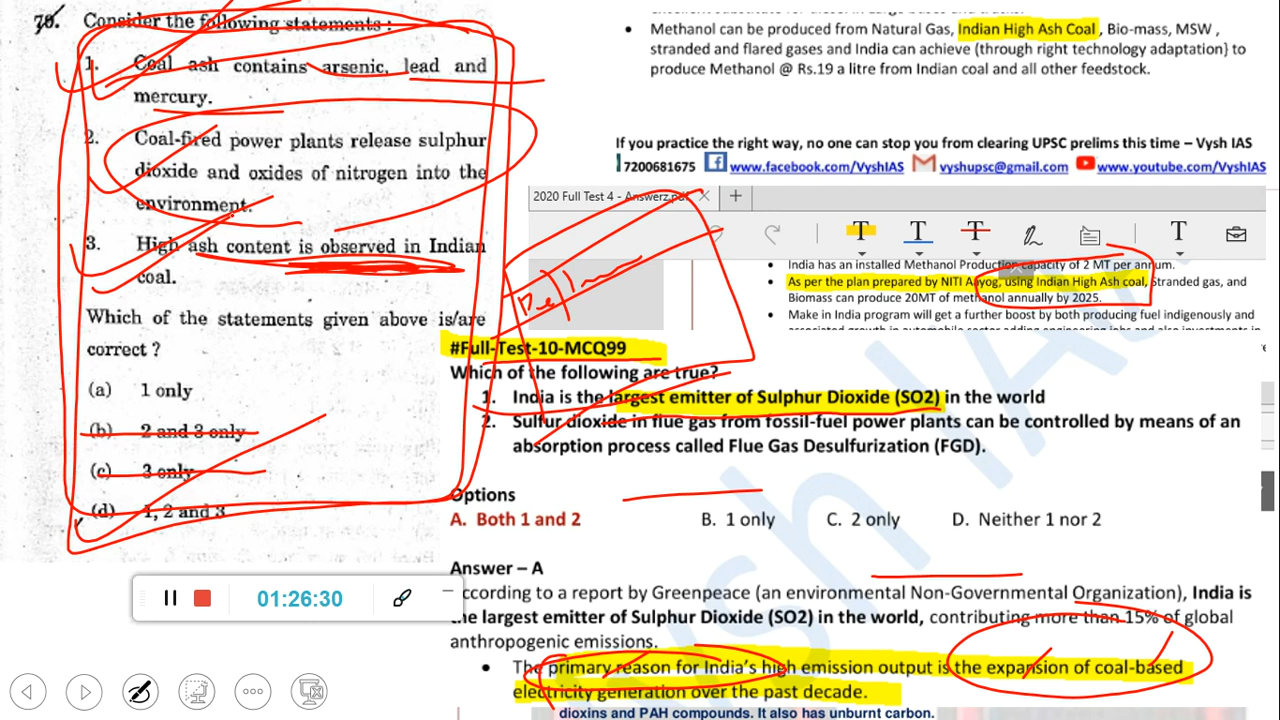 76. Consider the following statements :
1. Coal ash contains arsenic, lead and
mercury.
2. Coal-fired power plants release sulphur
dioxide and oxides of nitrogen into the
environment.
3. High ash content is observed in Indian
coal.
Which of the statements given above is/are
correct ?
(a) 1 only
(b) 2 and 3 only
(c) 3 only
(d) 1, 2 and 3
01:26:30
• Methanol can be produced from Natural Gas, Indian High Ash Coal , Bio-mass, MSW ,
stranded and flared gases and India can achieve (through right technology adaptation} to
produce Methanol @ Rs.19 a litre from Indian coal and all other feedstock.
If you practice the right way, no one can stop you from clearing UPSC prelims this time – Vysh IAS
7200681675 www.facebook.com/VyshIAS vyshupsc@gmail.com www.youtube.com/VyshIAS
2020 Full Test 4 - Answerz.pdf
• India has an installed Methanol Production capacity of 2 MT per annum.
• As per the plan prepared by NITI Aayog, using Indian High Ash coal, Stranded gas, and
Biomass can produce 20MT of methanol annually by 2025.
• Make in India program will get a further boost by both producing fuel indigenously and
associated growth in automobile sector adding engineering jobs and also investments in
#Full-Test-10-MCQ99
Which of the following are true?
1. India is the largest emitter of Sulphur Dioxide (SO2) in the world
2. Sulfur dioxide in flue gas from fossil-fuel power plants can be controlled by means of an
absorption process called Flue Gas Desulfurization (FGD).
Options
A. Both 1 and 2 B. 1 only C. 2 only D. Neither 1 nor 2
Answer – A
ccording to a report by Greenpeace (an environmental Non-Governmental Organization), India is
the largest emitter of Sulphur Dioxide (SO2) in the world, contributing more than 15% of global
anthropogenic emissions.
• The primary reason for India's high emission output is the expansion of coal-based
electricity generation over the past decade.
dioxins and PAH compounds. It also has unburnt carbon.